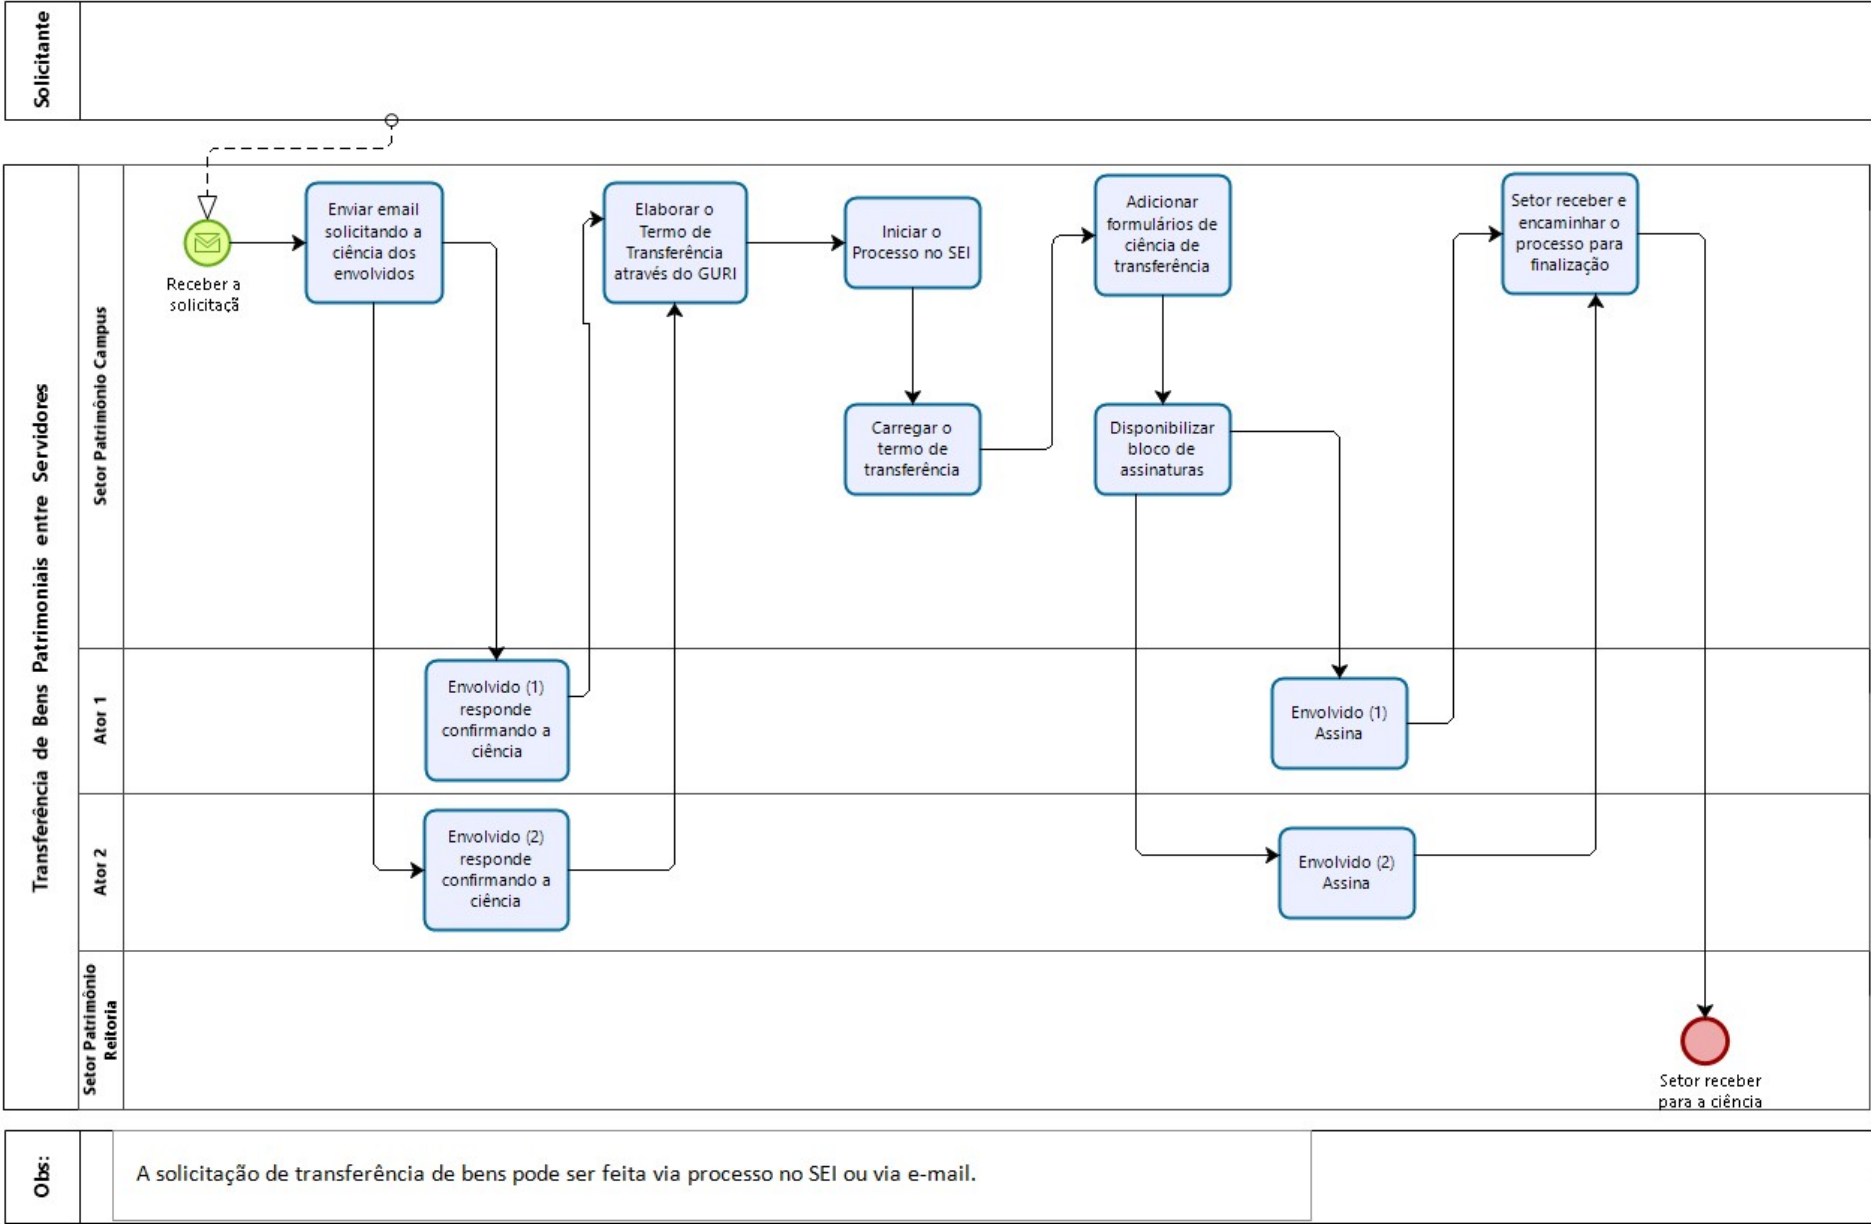 Solicitante
Transferência de Bens Patrimoniais entre Servidores
Setor Patrimônio Campus
Receber a
solicitaçã
Enviar email
solicitando a
ciência dos
envolvidos
Elaborar o
Termo de
Transferência
através do GURI
Iniciar o
Processo no SEI
Carregar o
termo de
transferência
Adicionar
formulários de
ciência de
transferência
Disponibilizar
bloco de
assinaturas
Setor receber e
encaminhar o
processo para
finalização
Ator 1
Envolvido (1)
responde
confirmando a
ciência
Envolvido (1)
Assina
Ator 2
Envolvido (2)
responde
confirmando a
ciência
Envolvido (2)
Assina
Setor Patrimônio
Reitoria
Setor receber
para a ciência
Obs:
A solicitação de transferência de bens pode ser feita via processo no SEI ou via e-mail.